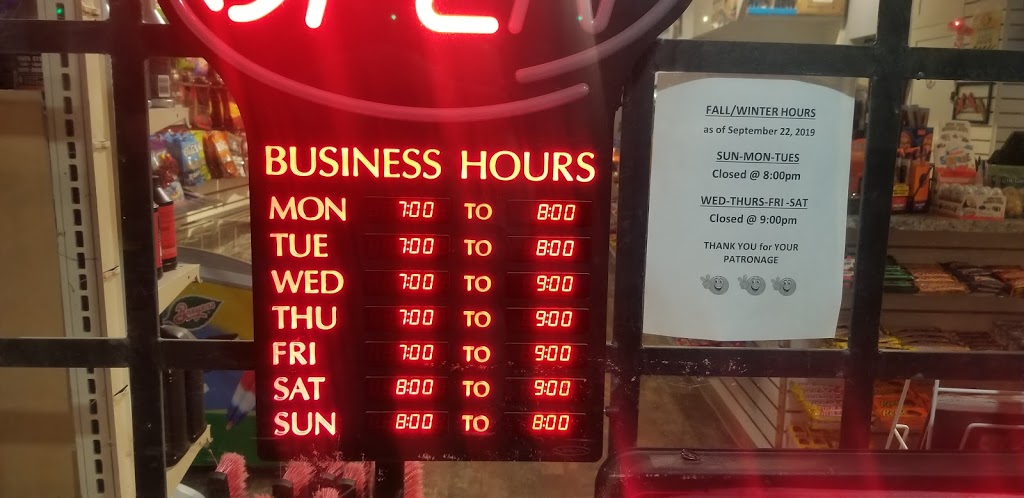 OPEN
BUSINESS HOURS
MON 7:00 TO 8:00
TUE 7:00 TO 8:00
WED 7:00 TO 9:00
THU 7:00 TO 9:00
FRI 7:00 TO 9:00
SAT 8:00 TO 9:00
SUN 8:00 TO 8:00
FALL/WINTER HOURS
as of September 22, 2019
SUN-MON-TUES
Closed @ 8:00pm
WED-THURS-FRI -SAT
Closed @ 9:00pm
THANK YOU for YOUR
PATRONAGE